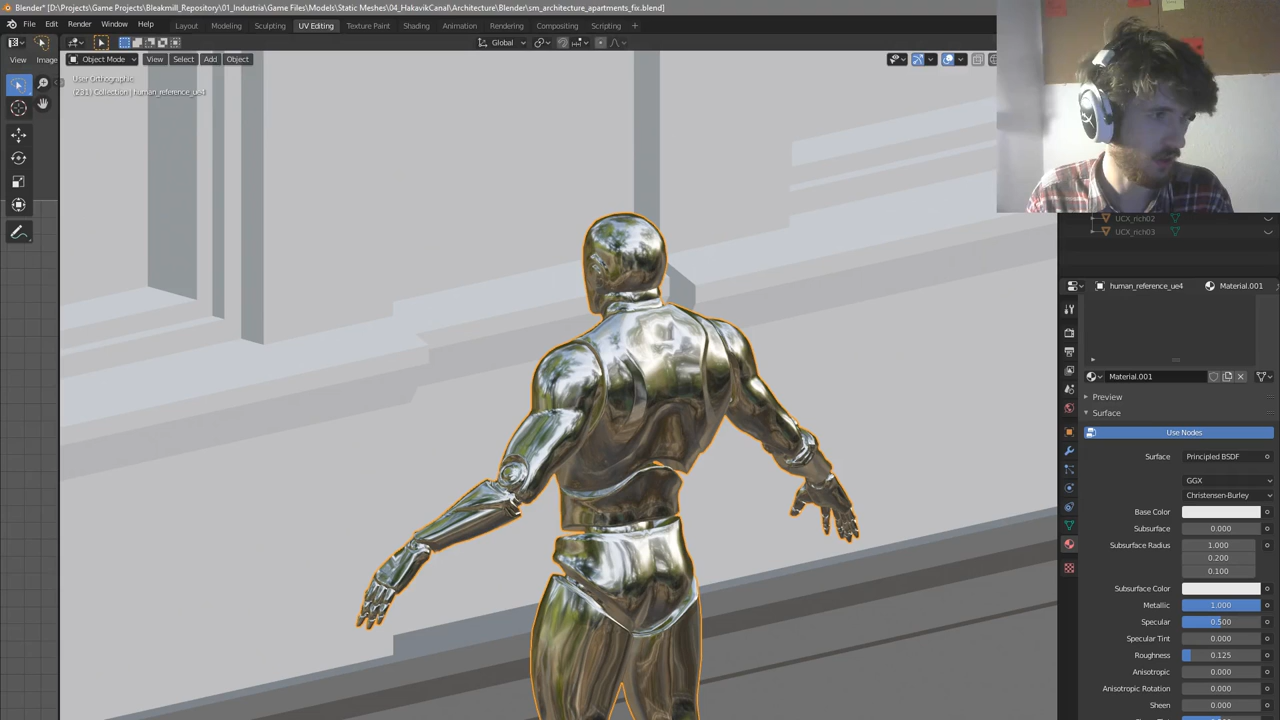 Blender* [D:\Projects\Game Projects\Bleakmill_Repository\01_Industria\Game Files\Models\Static Meshes\04_HakavikCanal\Architecture\Blender\sm_architecture_apartments_fix.blend]
File Edit Render Window Help Layout Modeling Sculpting UV Editing Texture Paint Shading Animation Rendering Compositing Scripting +
Global
View Image Object Mode View Select Add Object
User Orthographic
(231) Collection | human_reference_ue4
UCX_rich02
UCX_rich03
human_reference_ue4 Material.001
Material.001
Preview
Surface
Use Nodes
Surface Principled BSDF
GGX
Christensen-Burley
Base Color
Subsurface 0.000
Subsurface Radius 1.000
0.200
0.100
Subsurface Color
Metallic 1.000
Specular 0.500
Specular Tint 0.000
Roughness 0.125
Anisotropic 0.000
Anisotropic Rotation 0.000
Sheen 0.000